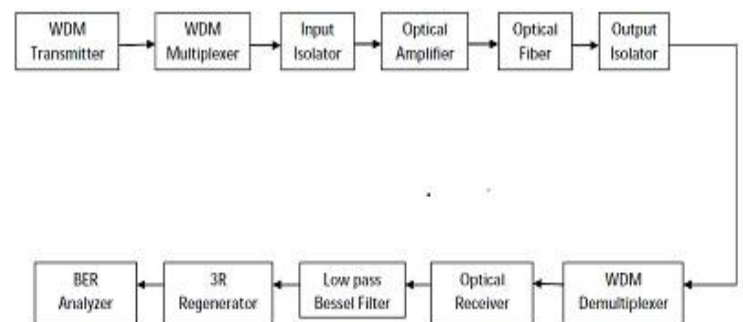 WDM
Transmitter
WDM
Multiplexer
Input
Isolator
Optical
Amplifier
Optical
Fiber
Output
Isolator
BER
Analyzer
3R
Regenerator
Low pass
Bessel Filter
Optical
Receiver
WDM
Demultiplexer